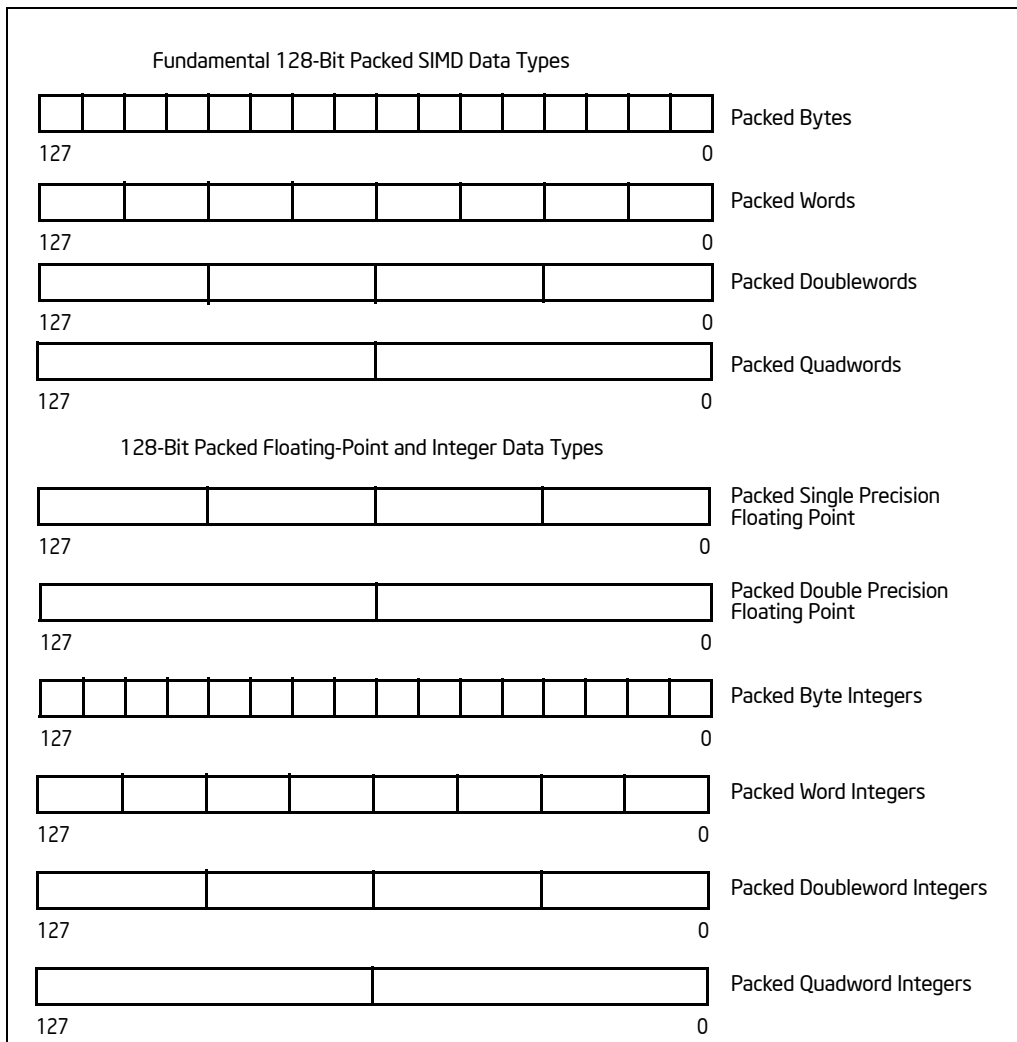 Fundamental 128-Bit Packed SIMD Data Types
Packed Bytes
127 0
Packed Words
127 0
Packed Doublewords
127 0
Packed Quadwords
127 0
128-Bit Packed Floating-Point and Integer Data Types
Packed Single Precision
Floating Point
127 0
Packed Double Precision
Floating Point
127 0
Packed Byte Integers
127 0
Packed Word Integers
127 0
Packed Doubleword Integers
127 0
Packed Quadword Integers
127 0